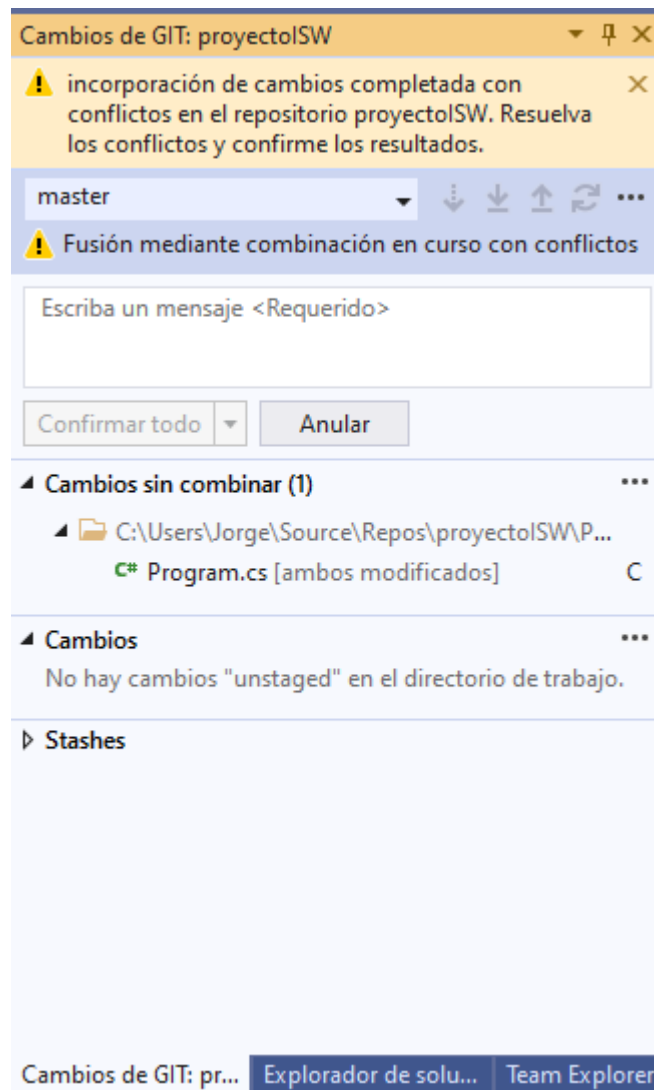 Cambios de GIT: proyectoISW
incorporación de cambios completada con
conflictos en el repositorio proyectoISW. Resuelva
los conflictos y confirme los resultados.
master
Fusión mediante combinación en curso con conflictos
Escriba un mensaje <Requerido>
Confirmar todo Anular
Cambios sin combinar (1)
C:\Users\Jorge\Source\Repos\proyectoISW\P...
C# Program.cs [ambos modificados] C
Cambios
No hay cambios "unstaged" en el directorio de trabajo.
Stashes
Cambios de GIT: pr... Explorador de solu... Team Explorer